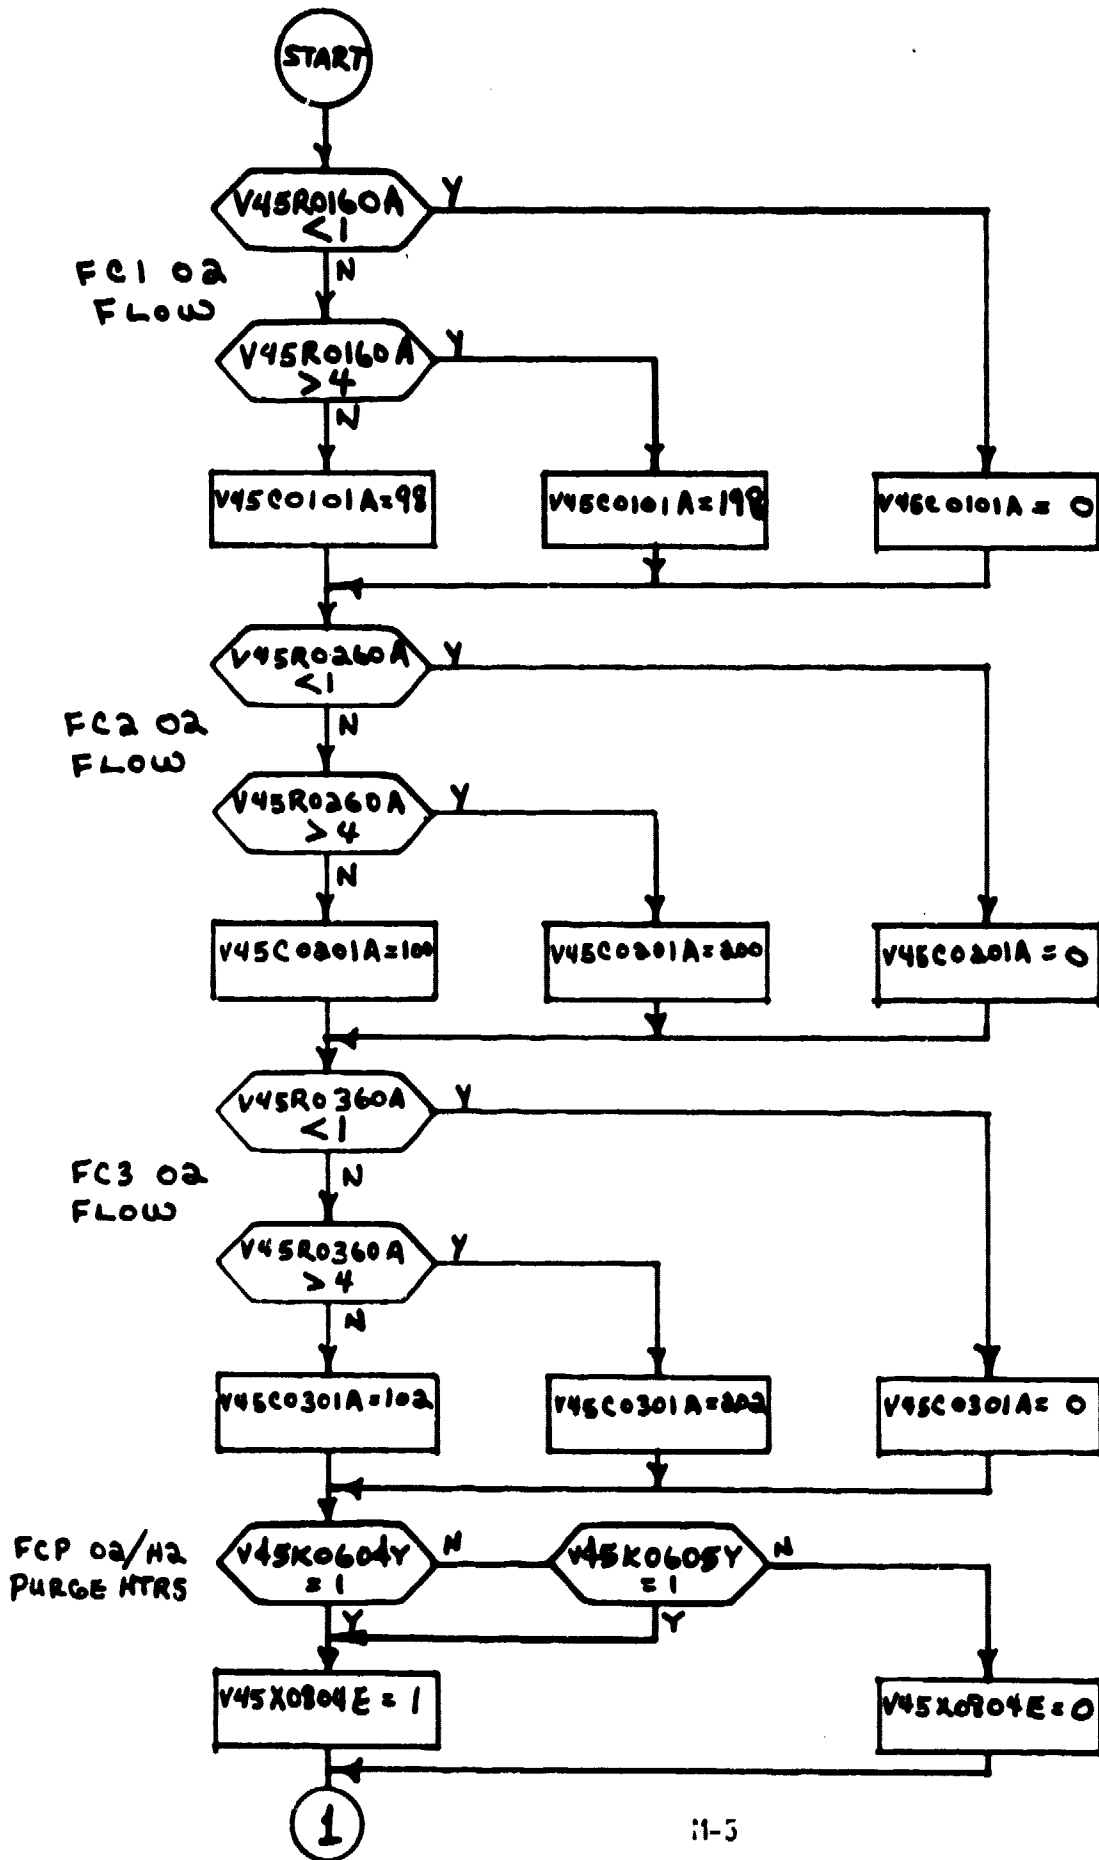 START
V45R0160A
< 1
Y
N
FC1 O2
FLOW
V45R0160A
> 4
Y
N
V45C0101A=98
V45C0101A=198
V45C0101A = 0
V45R0260A
< 1
Y
N
FC2 O2
FLOW
V45R0260A
> 4
Y
N
V45C0201A=100
V45C0201A=200
V45C0201A = 0
V45R0360A
< 1
Y
N
FC3 O2
FLOW
V45R0360A
> 4
Y
N
V45C0301A=102
V45C0301A=202
V45C0301A= 0
FCP O2/H2
PURGE HTRS
V45K0604Y
= 1
N
Y
V45K0605Y
= 1
N
Y
V45X0804E = 1
V45X0804E=0
1